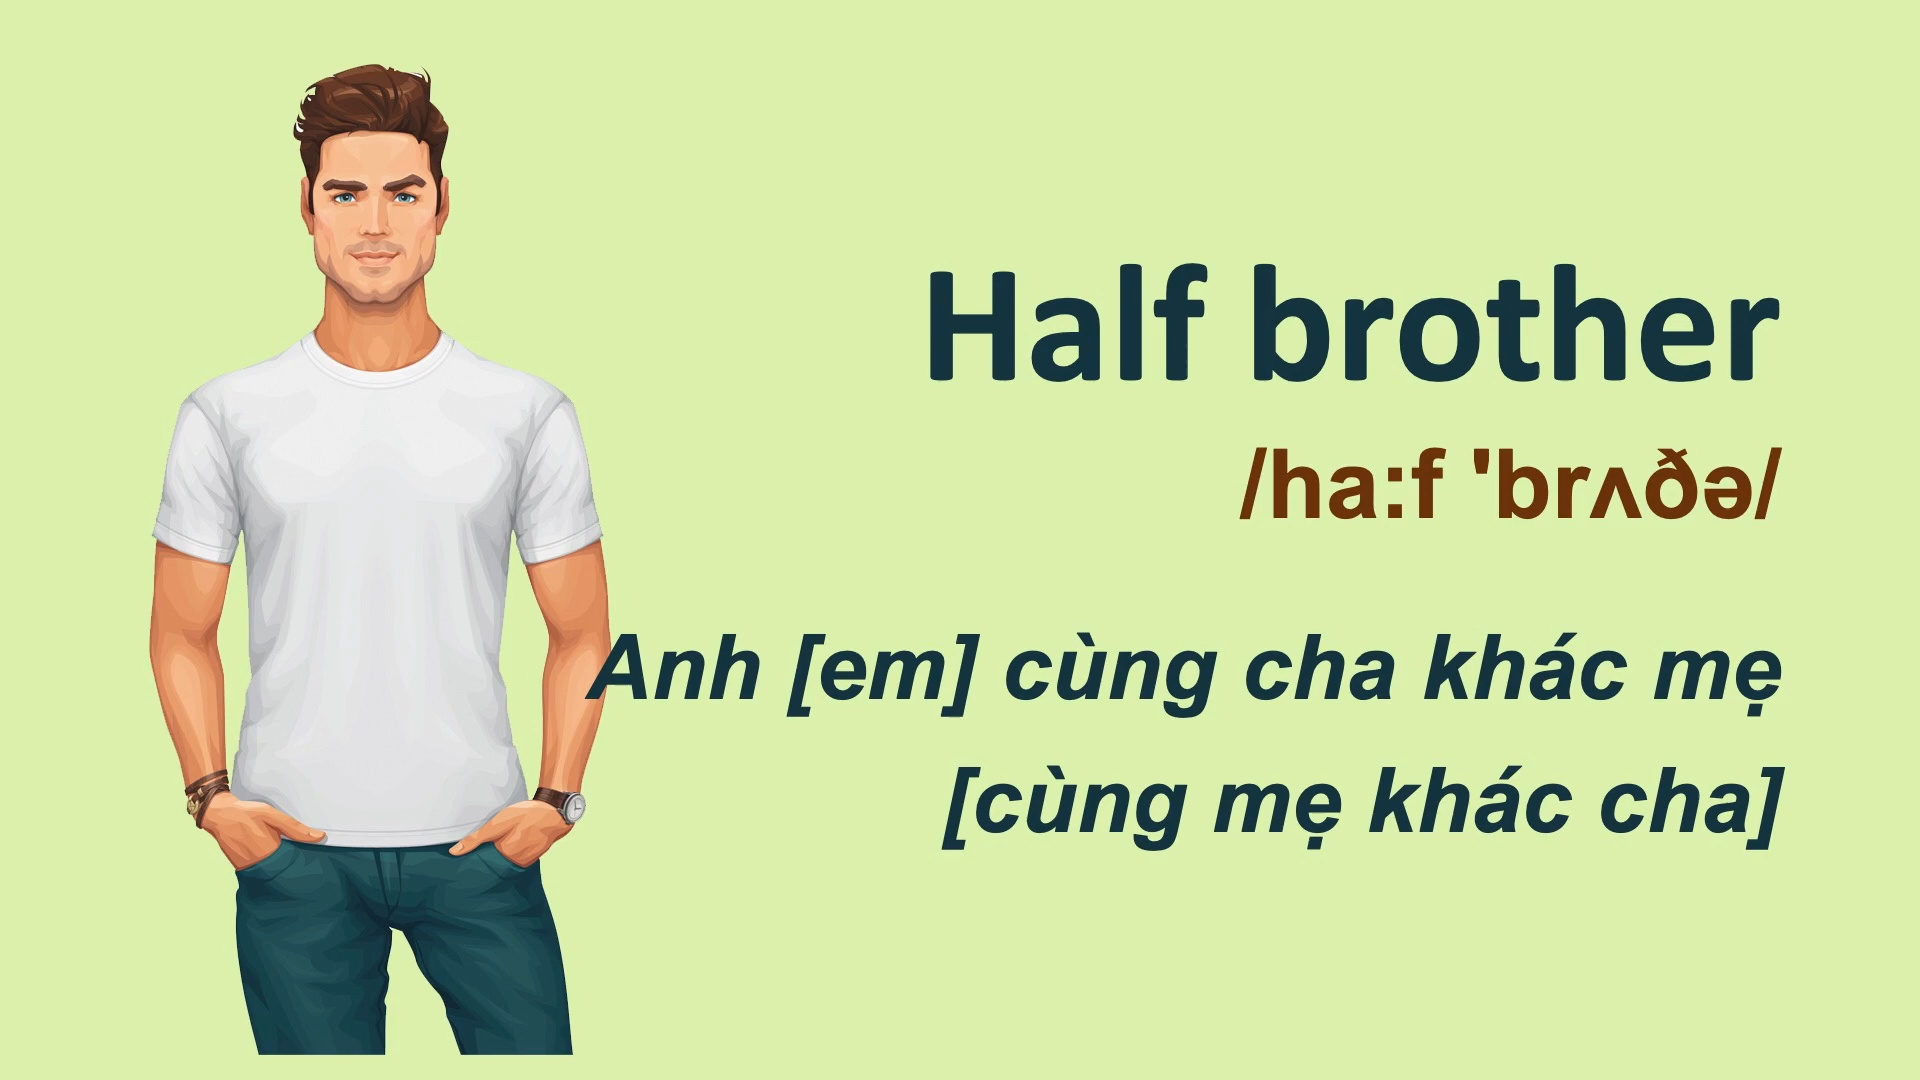 Half brother
/ha:f 'brʌðə/
Anh [em] cùng cha khác mẹ
[cùng mẹ khác cha]